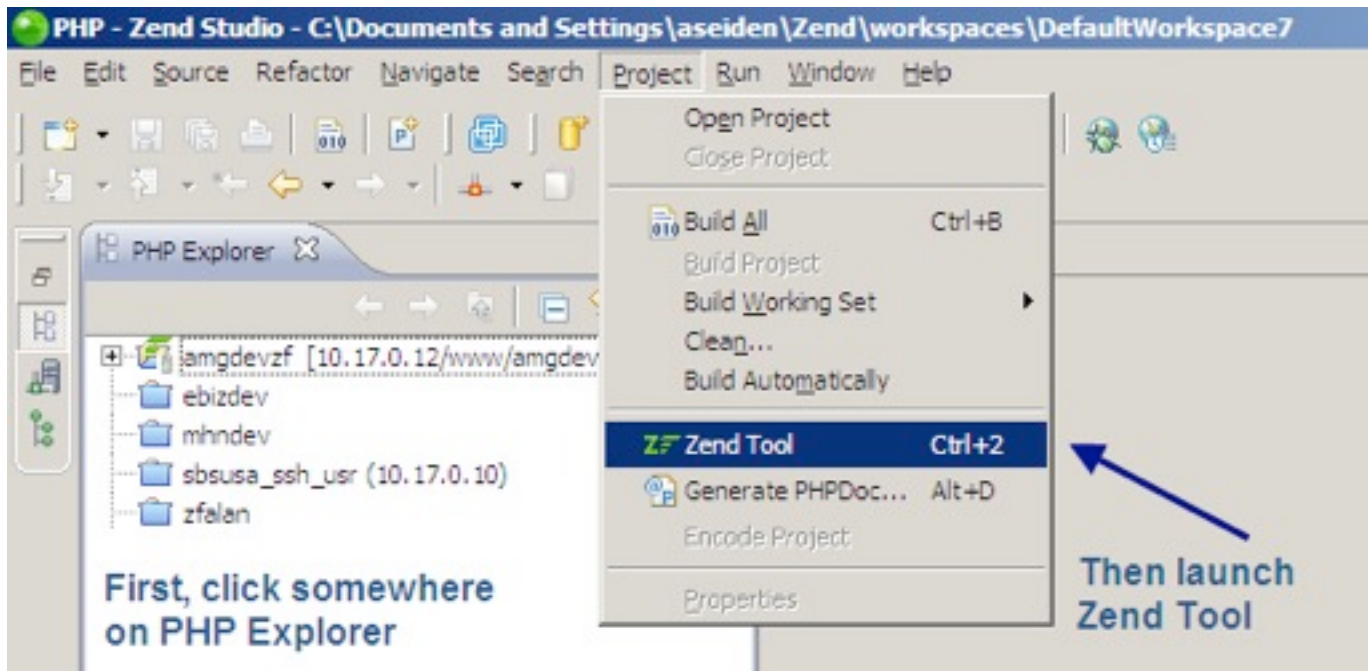 PHP - Zend Studio - C:\Documents and Settings\aseiden\Zend\workspaces\DefaultWorkspace7
File Edit Source Refactor Navigate Search Project Run Window Help
Open Project
Close Project
Build All Ctrl+B
Build Project
Build Working Set
Clean...
Build Automatically
Zend Tool Ctrl+2
Generate PHPDoc... Alt+D
Encode Project
Properties
PHP Explorer
amgdevzf [10.17.0.12/www/amgdev
ebizdev
mhndev
sbsusa_ssh_usr (10.17.0.10)
zfalan
First, click somewhere
on PHP Explorer
Then launch
Zend Tool